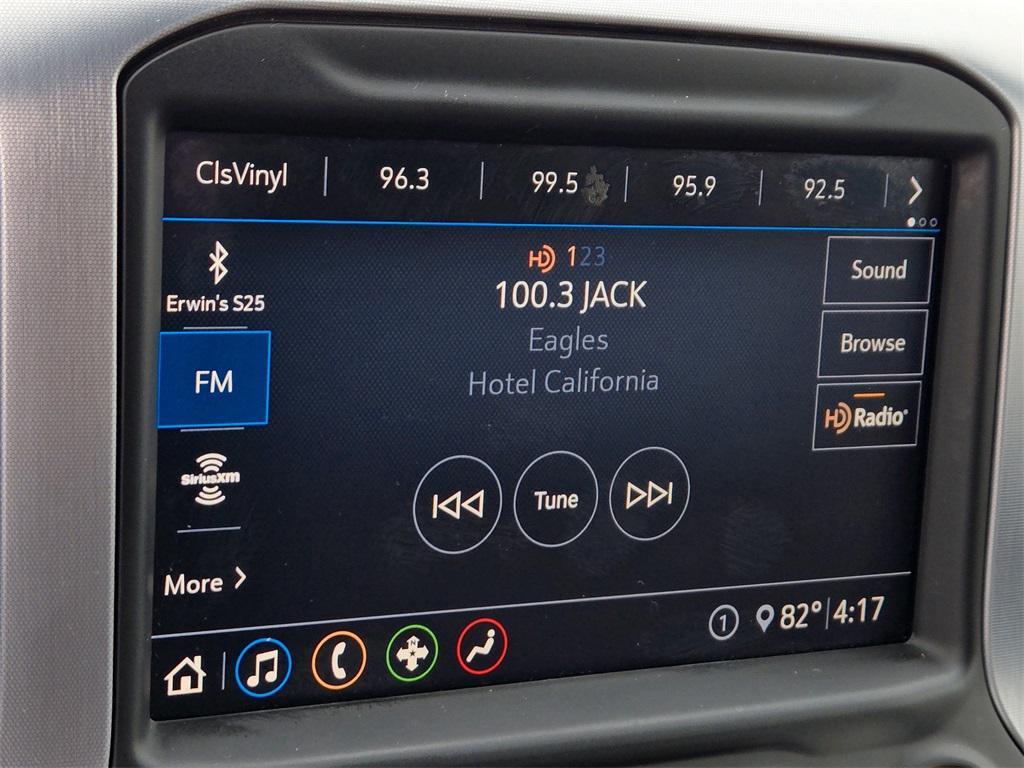 ClsVinyl | 96.3 | 99.5 | 95.9 | 92.5
Erwin's S25
HD 123
100.3 JACK
Eagles
Hotel California
Sound
Browse
HD Radio
FM
SiriusXM
Tune
More
1 82° | 4:17
N